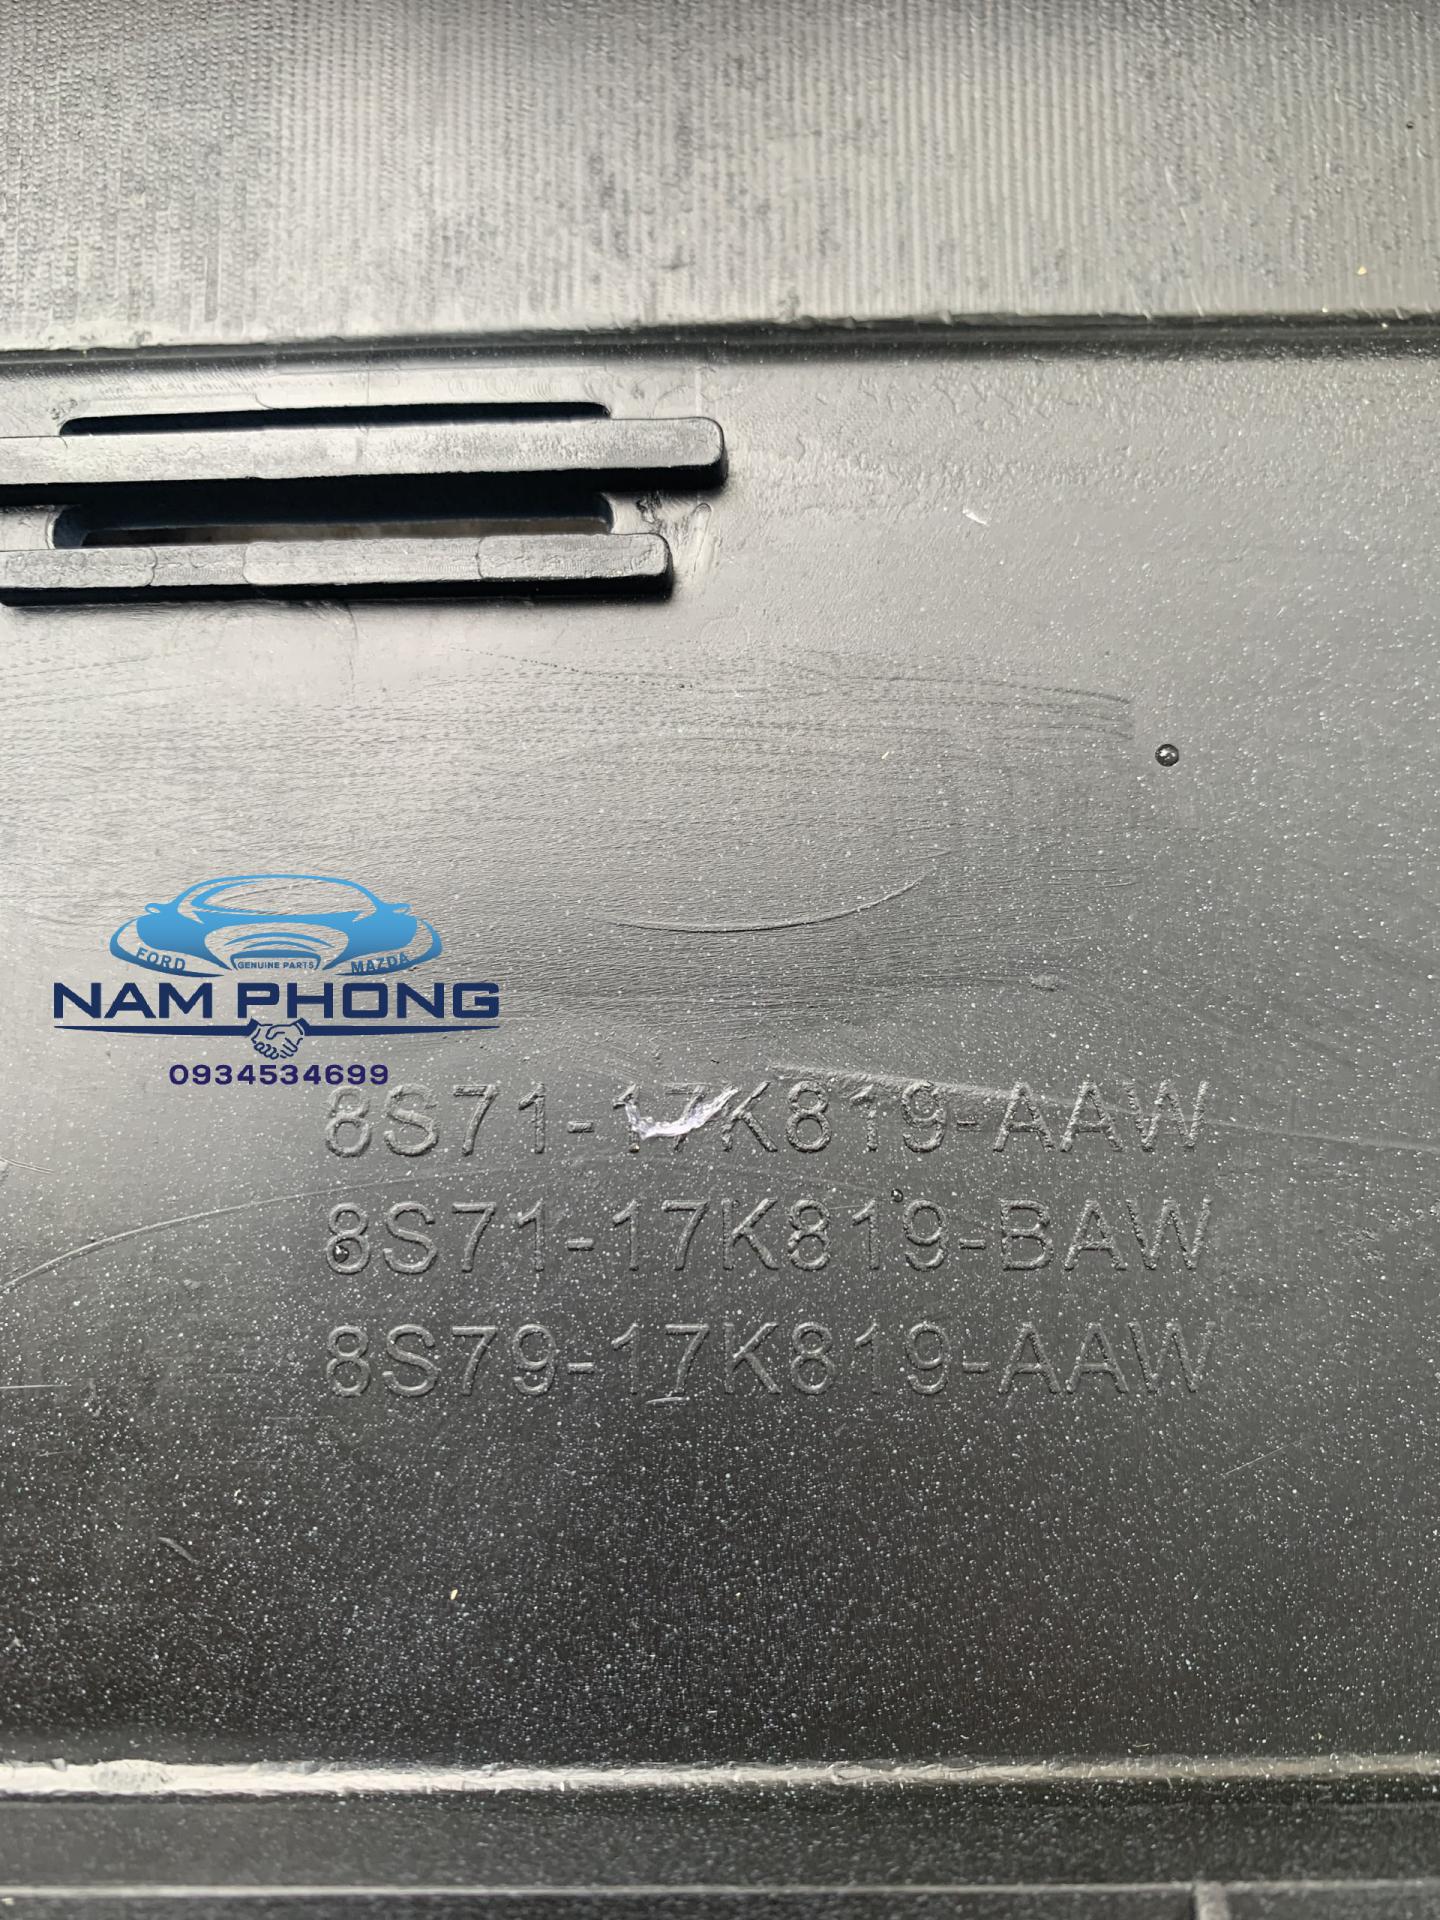 FORD
GENUINE PARTS
MAZDA
NAM PHONG
0934534699
8S71-17K819-AAW
8S71-17K819-BAW
8S79-17K819-AAW